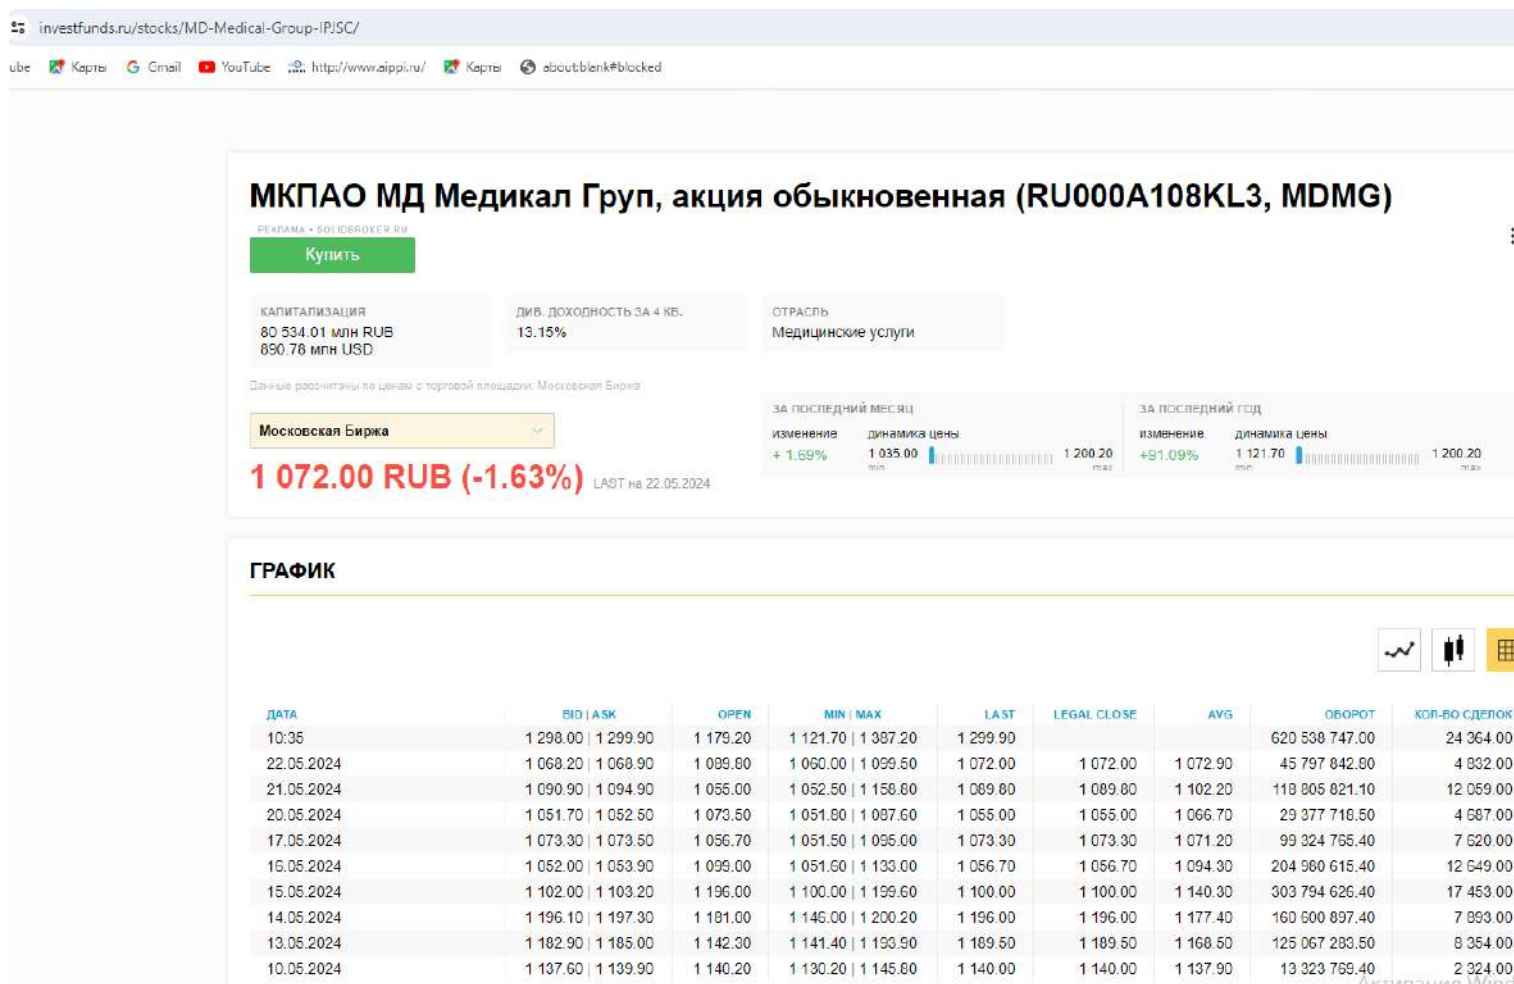 investfunds.ru/stocks/MD-Medical-Group-IPJSC/
ube Карты Gmail YouTube http://www.aippi.ru/ Карты about:blank#blocked
МКПАО МД Медикал Груп, акция обыкновенная (RU000A108KL3, MDMG)
РЕКЛАМА • SOLIDBROKER.RU
Купить
КАПИТАЛИЗАЦИЯ ДИВ. ДОХОДНОСТЬ ЗА 4 КВ. ОТРАСЛЬ
80 534.01 млн RUB 13.15% Медицинские услуги
890.78 млн USD
Данные рассчитаны по ценам с торговой площадки: Московская Биржа
ЗА ПОСЛЕДНИЙ МЕСЯЦ ЗА ПОСЛЕДНИЙ ГОД
Московская Биржа изменение динамика цены изменение динамика цены
+ 1.69% 1 035.00 1 200.20 +91.09% 1 121.70 1 200.20
min max min max
1 072.00 RUB (-1.63%) LAST на 22.05.2024
ГРАФИК
ДАТА BID | ASK OPEN MIN | MAX LAST LEGAL CLOSE AVG ОБОРОТ КОЛ-ВО СДЕЛОК
10:35 1 298.00 | 1 299.90 1 179.20 1 121.70 | 1 387.20 1 299.90 620 538 747.00 24 364.00
22.05.2024 1 068.20 | 1 068.90 1 089.80 1 060.00 | 1 099.50 1 072.00 1 072.00 1 072.90 45 797 842.80 4 832.00
21.05.2024 1 090.90 | 1 094.90 1 055.00 1 052.50 | 1 158.80 1 089.80 1 089.80 1 102.20 118 805 821.10 12 059.00
20.05.2024 1 051.70 | 1 052.50 1 073.50 1 051.80 | 1 087.60 1 055.00 1 055.00 1 066.70 29 377 718.50 4 687.00
17.05.2024 1 073.30 | 1 073.50 1 056.70 1 051.50 | 1 095.00 1 073.30 1 073.30 1 071.20 99 324 765.40 7 620.00
16.05.2024 1 052.00 | 1 053.90 1 099.00 1 051.60 | 1 133.00 1 056.70 1 056.70 1 094.30 204 980 615.40 12 649.00
15.05.2024 1 102.00 | 1 103.20 1 196.00 1 100.00 | 1 199.60 1 100.00 1 100.00 1 140.30 303 794 626.40 17 453.00
14.05.2024 1 196.10 | 1 197.30 1 181.00 1 146.00 | 1 200.20 1 196.00 1 196.00 1 177.40 160 600 897.40 7 893.00
13.05.2024 1 182.90 | 1 185.00 1 142.30 1 141.40 | 1 193.90 1 189.50 1 189.50 1 168.50 125 067 283.50 8 354.00
10.05.2024 1 137.60 | 1 139.90 1 140.20 1 130.20 | 1 145.80 1 140.00 1 140.00 1 137.90 13 323 769.40 2 324.00